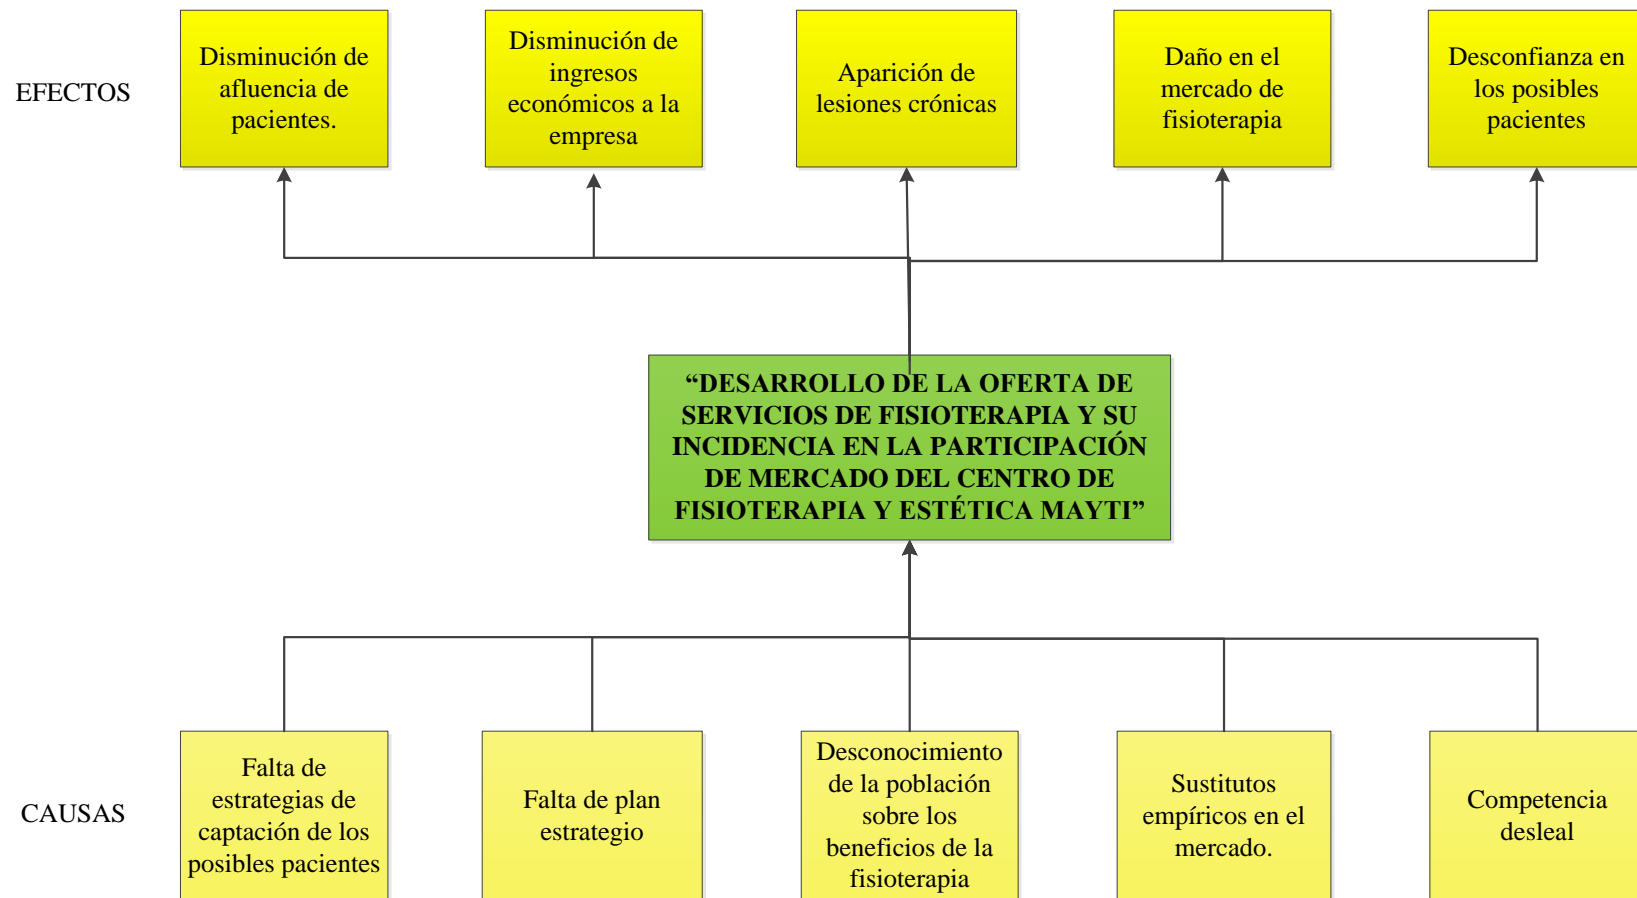 EFECTOS
Disminución de
afluencia de
pacientes.
Disminución de
ingresos
económicos a la
empresa
Aparición de
lesiones crónicas
Daño en el
mercado de
fisioterapia
Desconfianza en
los posibles
pacientes
“DESARROLLO DE LA OFERTA DE
SERVICIOS DE FISIOTERAPIA Y SU
INCIDENCIA EN LA PARTICIPACIÓN
DE MERCADO DEL CENTRO DE
FISIOTERAPIA Y ESTÉTICA MAYTI”
CAUSAS
Falta de
estrategias de
captación de los
posibles pacientes
Falta de plan
estrategio
Desconocimiento
de la población
sobre los
beneficios de la
fisioterapia
Sustitutos
empíricos en el
mercado.
Competencia
desleal